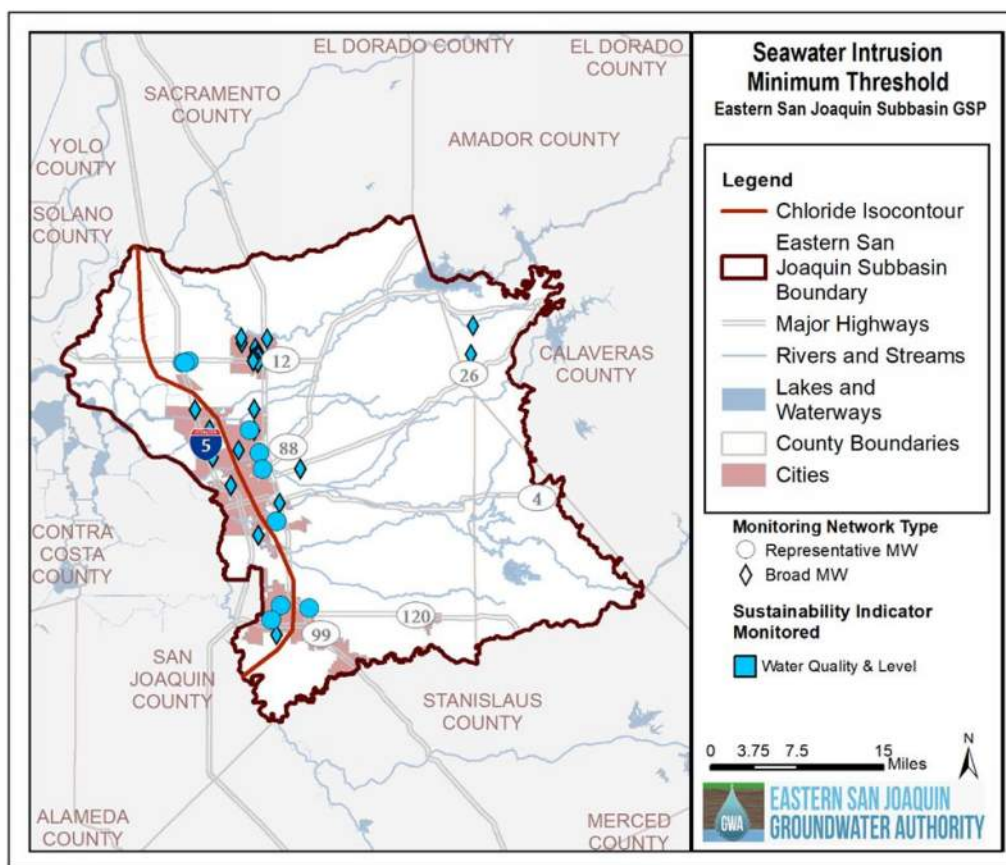 EL DORADO COUNTY
EL DORADO
COUNTY
SACRAMENTO
COUNTY
AMADOR COUNTY
YOLO
COUNTY
SOLANO
COUNTY
12
CALAVERAS
COUNTY
26
5
88
4
CONTRA
COSTA
COUNTY
120
99
SAN
JOAQUIN
COUNTY
STANISLAUS
COUNTY
ALAMEDA
COUNTY
MERCED
COUNTY
Seawater Intrusion
Minimum Threshold
Eastern San Joaquin Subbasin GSP
Legend
Chloride Isocontour
Eastern San
Joaquin Subbasin
Boundary
Major Highways
Rivers and Streams
Lakes and
Waterways
County Boundaries
Cities
Monitoring Network Type
Representative MW
Broad MW
Sustainability Indicator
Monitored
Water Quality & Level
N
0 3.75 7.5 15
Miles
GWA
EASTERN SAN JOAQUIN
GROUNDWATER AUTHORITY